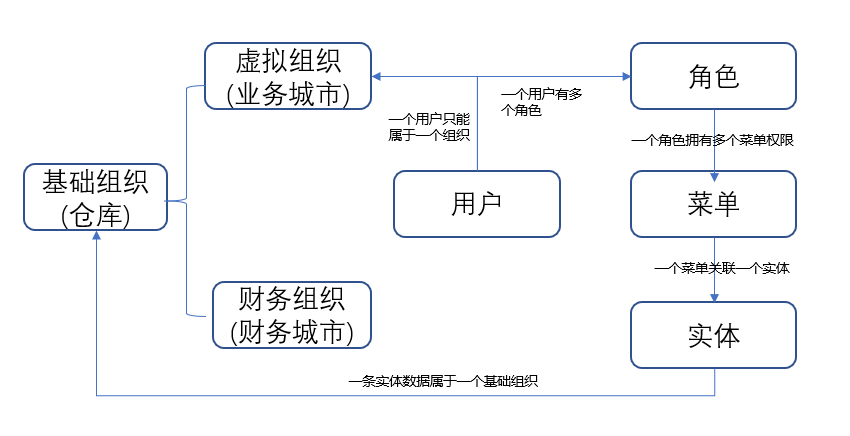 虚拟组织
(业务城市)
角色
一个用户有多
个角色
一个用户只能
属于一个组织
一个角色拥有多个菜单权限
基础组织
(仓库)
用户
菜单
一个菜单关联一个实体
财务组织
(财务城市)
实体
一条实体数据属于一个基础组织